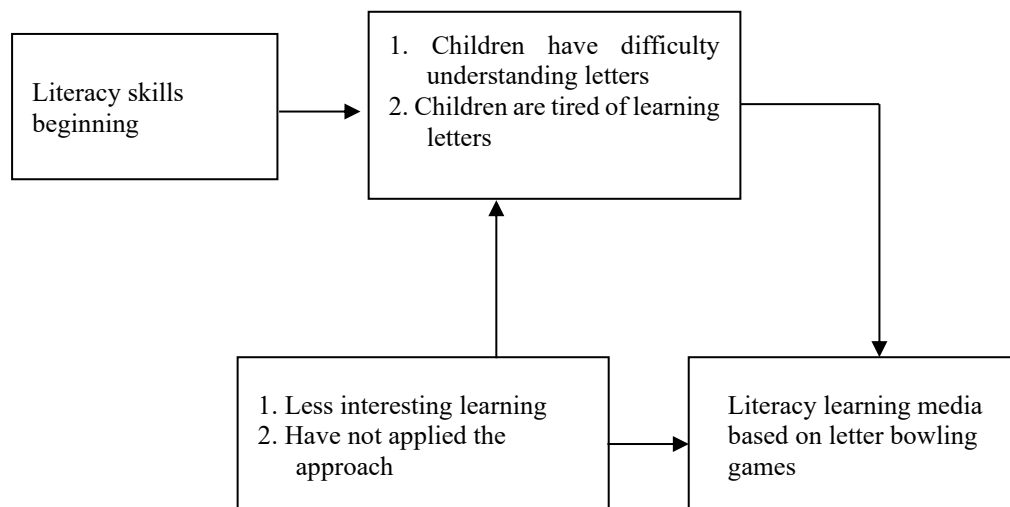 Literacy skills
beginning
1. Children have difficulty
understanding letters
2. Children are tired of learning
letters
1. Less interesting learning
2. Have not applied the
approach
Literacy learning media
based on letter bowling
games